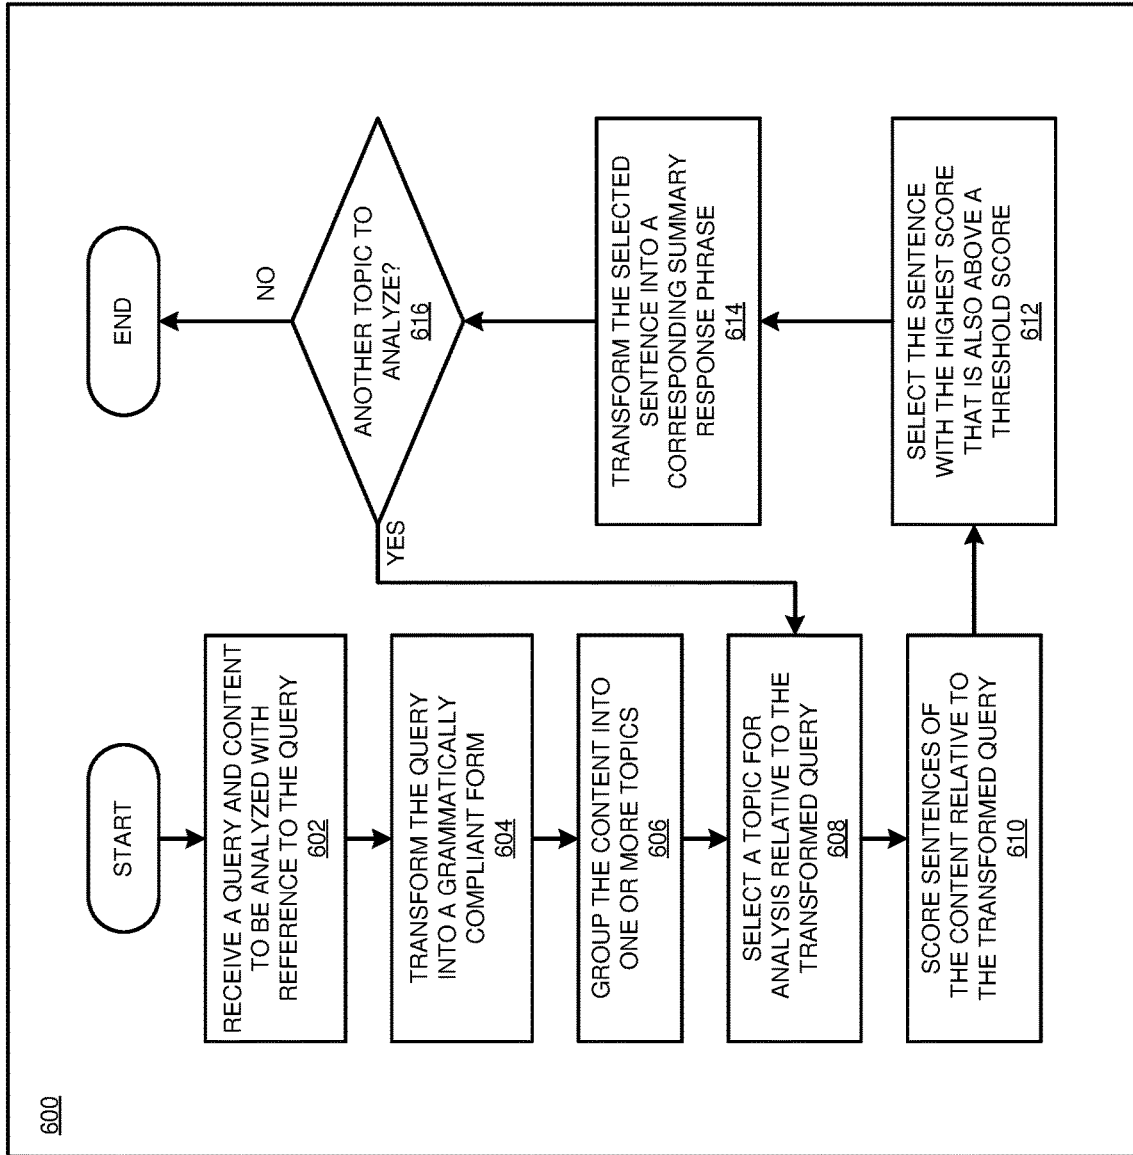 600
START
RECEIVE A QUERY AND CONTENT
TO BE ANALYZED WITH
REFERENCE TO THE QUERY
602
TRANSFORM THE QUERY
INTO A GRAMMATICALLY
COMPLIANT FORM
604
GROUP THE CONTENT INTO
ONE OR MORE TOPICS
606
SELECT A TOPIC FOR
ANALYSIS RELATIVE TO THE
TRANSFORMED QUERY
608
SCORE SENTENCES OF
THE CONTENT RELATIVE TO
THE TRANSFORMED QUERY
610
SELECT THE SENTENCE
WITH THE HIGHEST SCORE
THAT IS ALSO ABOVE A
THRESHOLD SCORE
612
TRANSFORM THE SELECTED
SENTENCE INTO A
CORRESPONDING SUMMARY
RESPONSE PHRASE
614
ANOTHER TOPIC TO
ANALYZE?
616
YES
NO
END